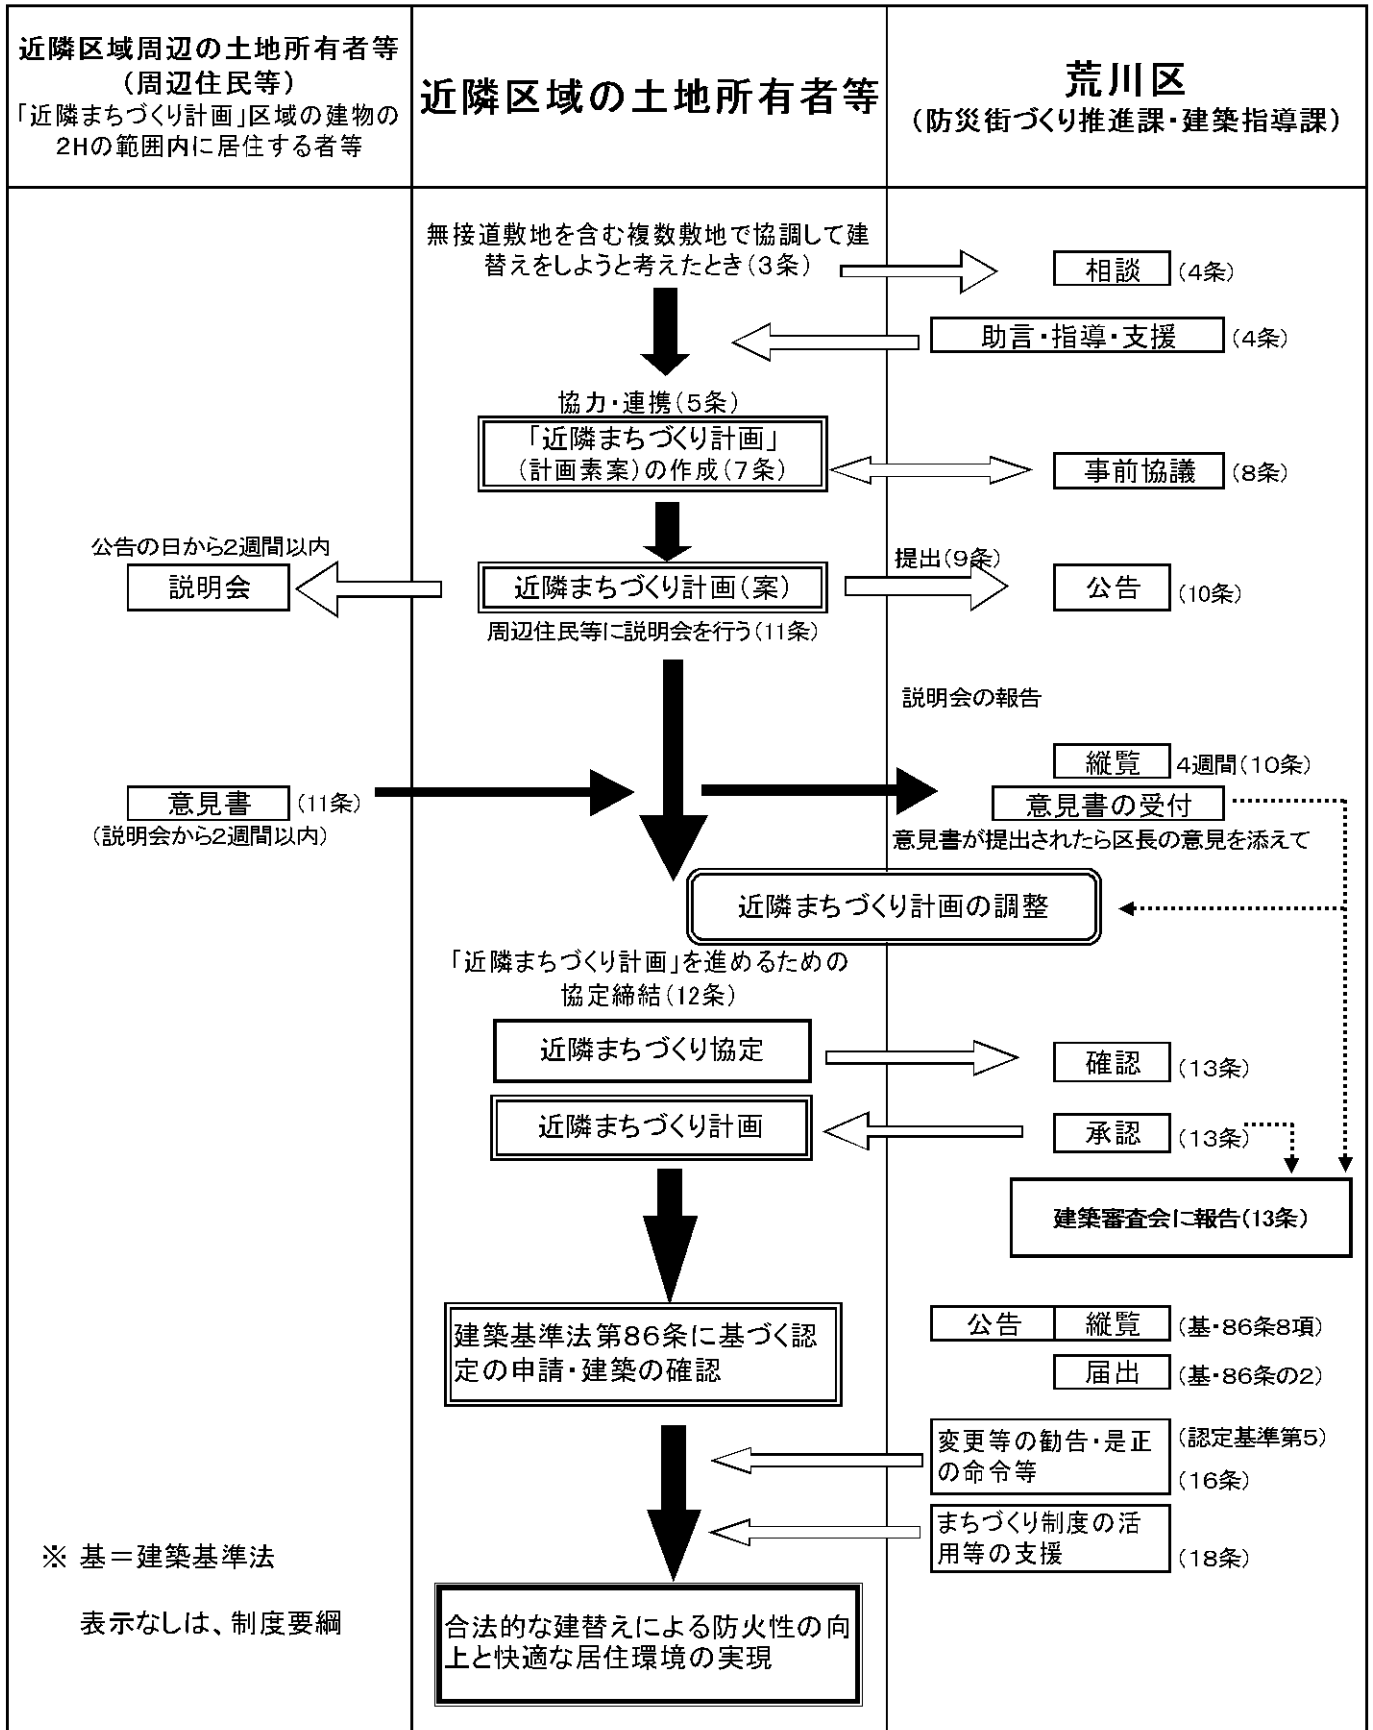 近隣区域周辺の土地所有者等
(周辺住民等)
「近隣まちづくり計画」区域の建物の
2Hの範囲内に居住する者等
近隣区域の土地所有者等
荒川区
(防災街づくり推進課・建築指導課)
無接道敷地を含む複数敷地で協調して建
替えをしようと考えたとき(3条)
相談 (4条)
助言・指導・支援 (4条)
協力・連携(5条)
「近隣まちづくり計画」
(計画素案)の作成(7条)
事前協議 (8条)
公告の日から2週間以内
説明会
近隣まちづくり計画(案)
提出(9条)
公告 (10条)
周辺住民等に説明会を行う(11条)
説明会の報告
縦覧 4週間(10条)
意見書 (11条)
(説明会から2週間以内)
意見書の受付
意見書が提出されたら区長の意見を添えて
近隣まちづくり計画の調整
「近隣まちづくり計画」を進めるための
協定締結(12条)
近隣まちづくり協定
確認 (13条)
近隣まちづくり計画
承認 (13条)
建築審査会に報告(13条)
建築基準法第86条に基づく認
定の申請・建築の確認
公告 縦覧 (基・86条8項)
届出 (基・86条の2)
変更等の勧告・是正
の命令等
(認定基準第5)
(16条)
まちづくり制度の活
用等の支援
(18条)
※ 基＝建築基準法
表示なしは、制度要綱
合法的な建替えによる防火性の向
上と快適な居住環境の実現